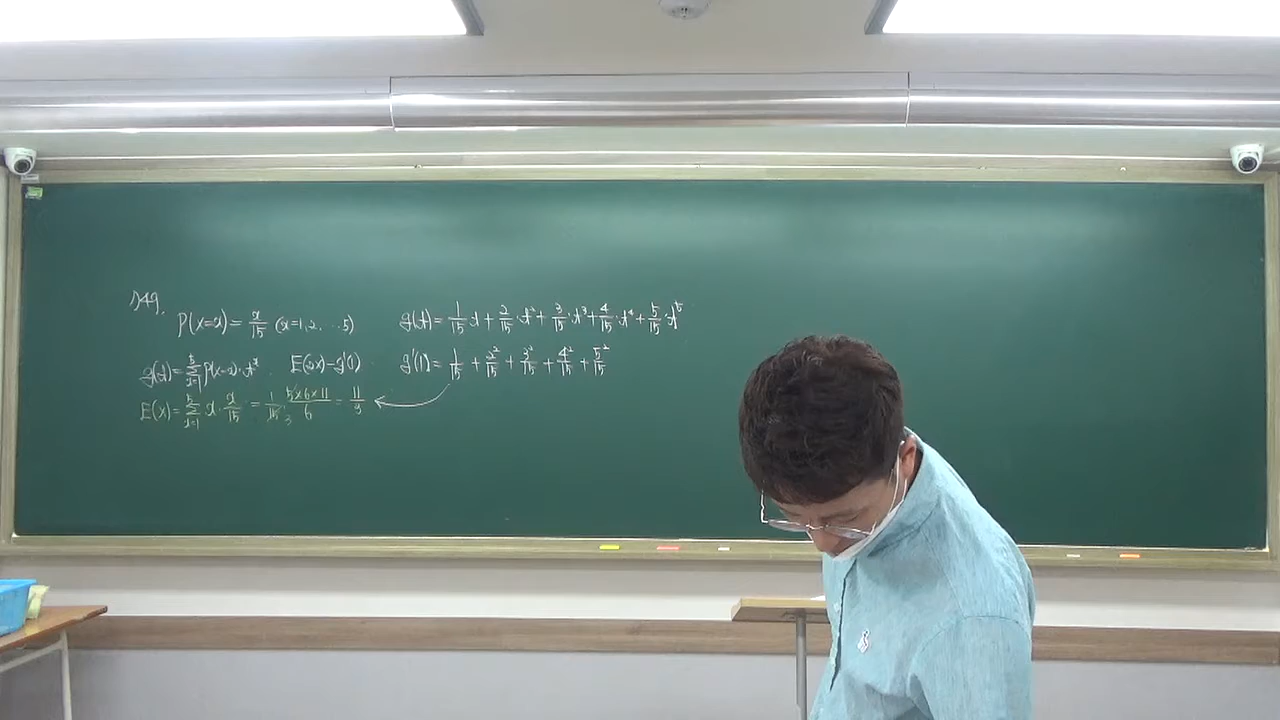 149.
P(X=x) = x/15 (x=1, 2, ... 5)
g(t) = Σ_{x=1}^{5} P(X=x)·t^x   E(X)=g'(1)
E(X) = Σ_{x=1}^{5} x·x/15 = 1/15 · 5×6×11/6 = 11/3
g(t) = 1/15 t + 2/15·t² + 3/15·t³ + 4/15·t⁴ + 5/15·t⁵
g'(1) = 1/15 + 2²/15 + 3²/15 + 4²/15 + 5²/15